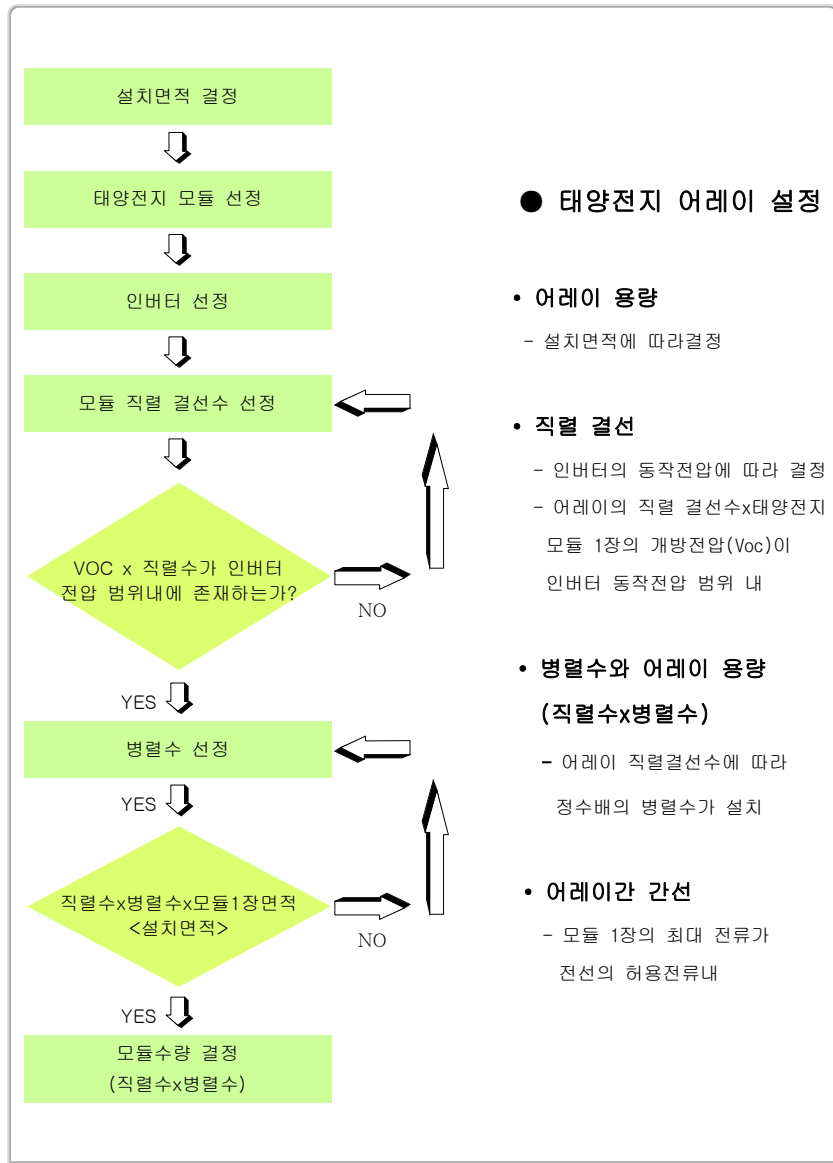 설치면적 결정
태양전지 모듈 선정
인버터 선정
모듈 직렬 결선수 선정
VOC x 직렬수가 인버터
전압 범위내에 존재하는가?
NO
YES
병렬수 선정
YES
직렬수x병렬수x모듈1장면적
<설치면적>
NO
YES
모듈수량 결정
(직렬수x병렬수)
● 태양전지 어레이 설정
• 어레이 용량
- 설치면적에 따라결정
• 직렬 결선
- 인버터의 동작전압에 따라 결정
- 어레이의 직렬 결선수x태양전지
모듈 1장의 개방전압(Voc)이
인버터 동작전압 범위 내
• 병렬수와 어레이 용량
(직렬수x병렬수)
- 어레이 직렬결선수에 따라
정수배의 병렬수가 설치
• 어레이간 간선
- 모듈 1장의 최대 전류가
전선의 허용전류내